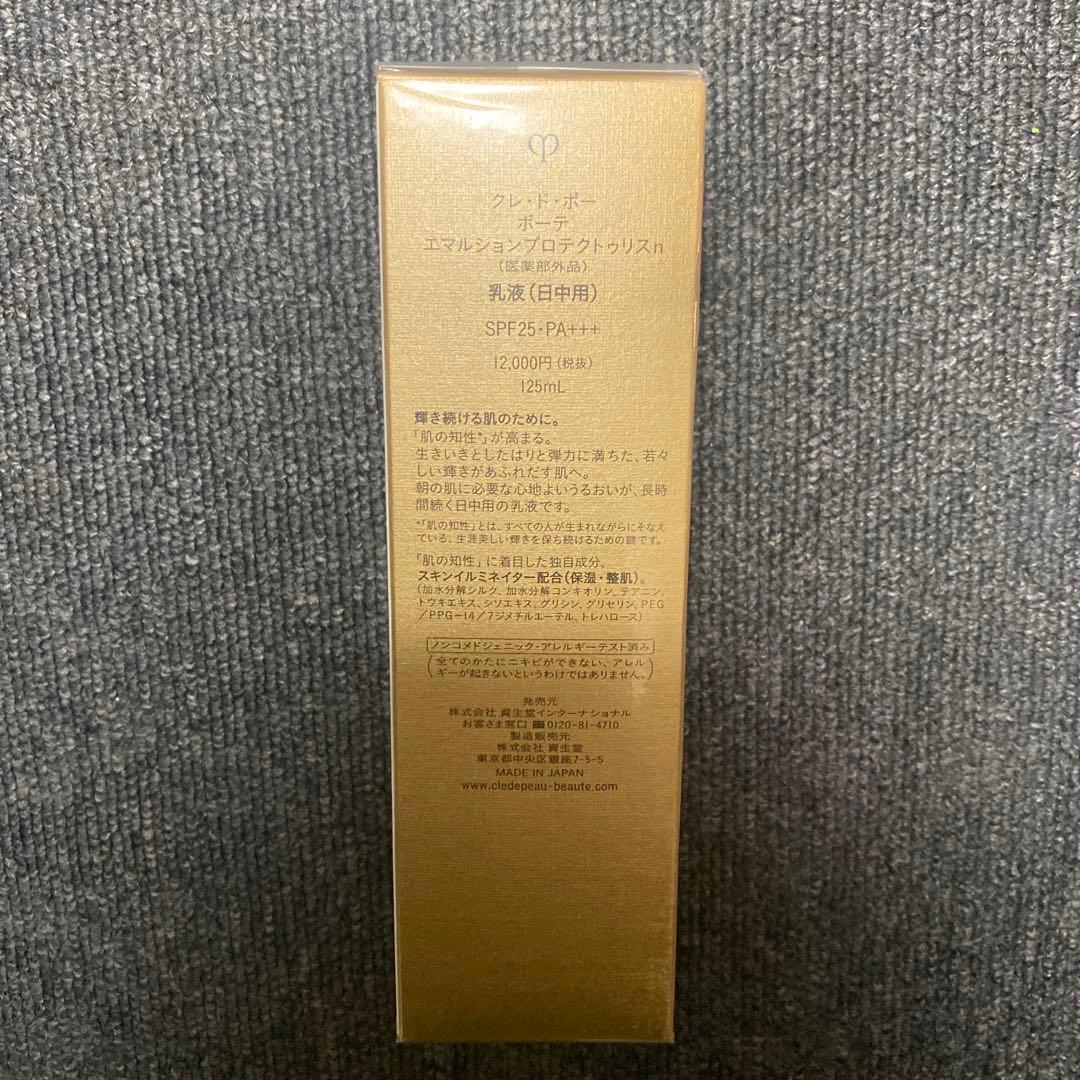 クレ・ド・ポー
ボーテ
エマルションプロテクトゥリスn
（医薬部外品）
乳液（日中用）
SPF25・PA+++
12,000円（税抜）
125mL
輝き続ける肌のために。
「肌の知性*」が高まる。
生きいきとしたはりと弾力に満ちた、若々
しい輝きがあふれだす肌へ。
朝の肌に必要な心地よいうるおいが、長時
間続く日中用の乳液です。
*「肌の知性」とは、すべての人が生まれながらにそなえ
ている、生涯美しい輝きを保ち続けるための鍵です。
「肌の知性」に着目した独自成分、
スキンイルミネイター配合（保湿・整肌）。
（加水分解シルク、加水分解コンキオリン、テアニン、
トウキエキス、シソエキス、グリシン、グリセリン、PEG
／PPG-14／7ジメチルエーテル、トレハロース）
ノンコメドジェニック・アレルギーテスト済み
（全てのかたにニキビができない、アレル
ギーが起きないというわけではありません。）
発売元
株式会社 資生堂インターナショナル
お客さま窓口 0120-81-4710
製造販売元
株式会社 資生堂
東京都中央区銀座7-5-5
MADE IN JAPAN
www.cledepeau-beaute.com